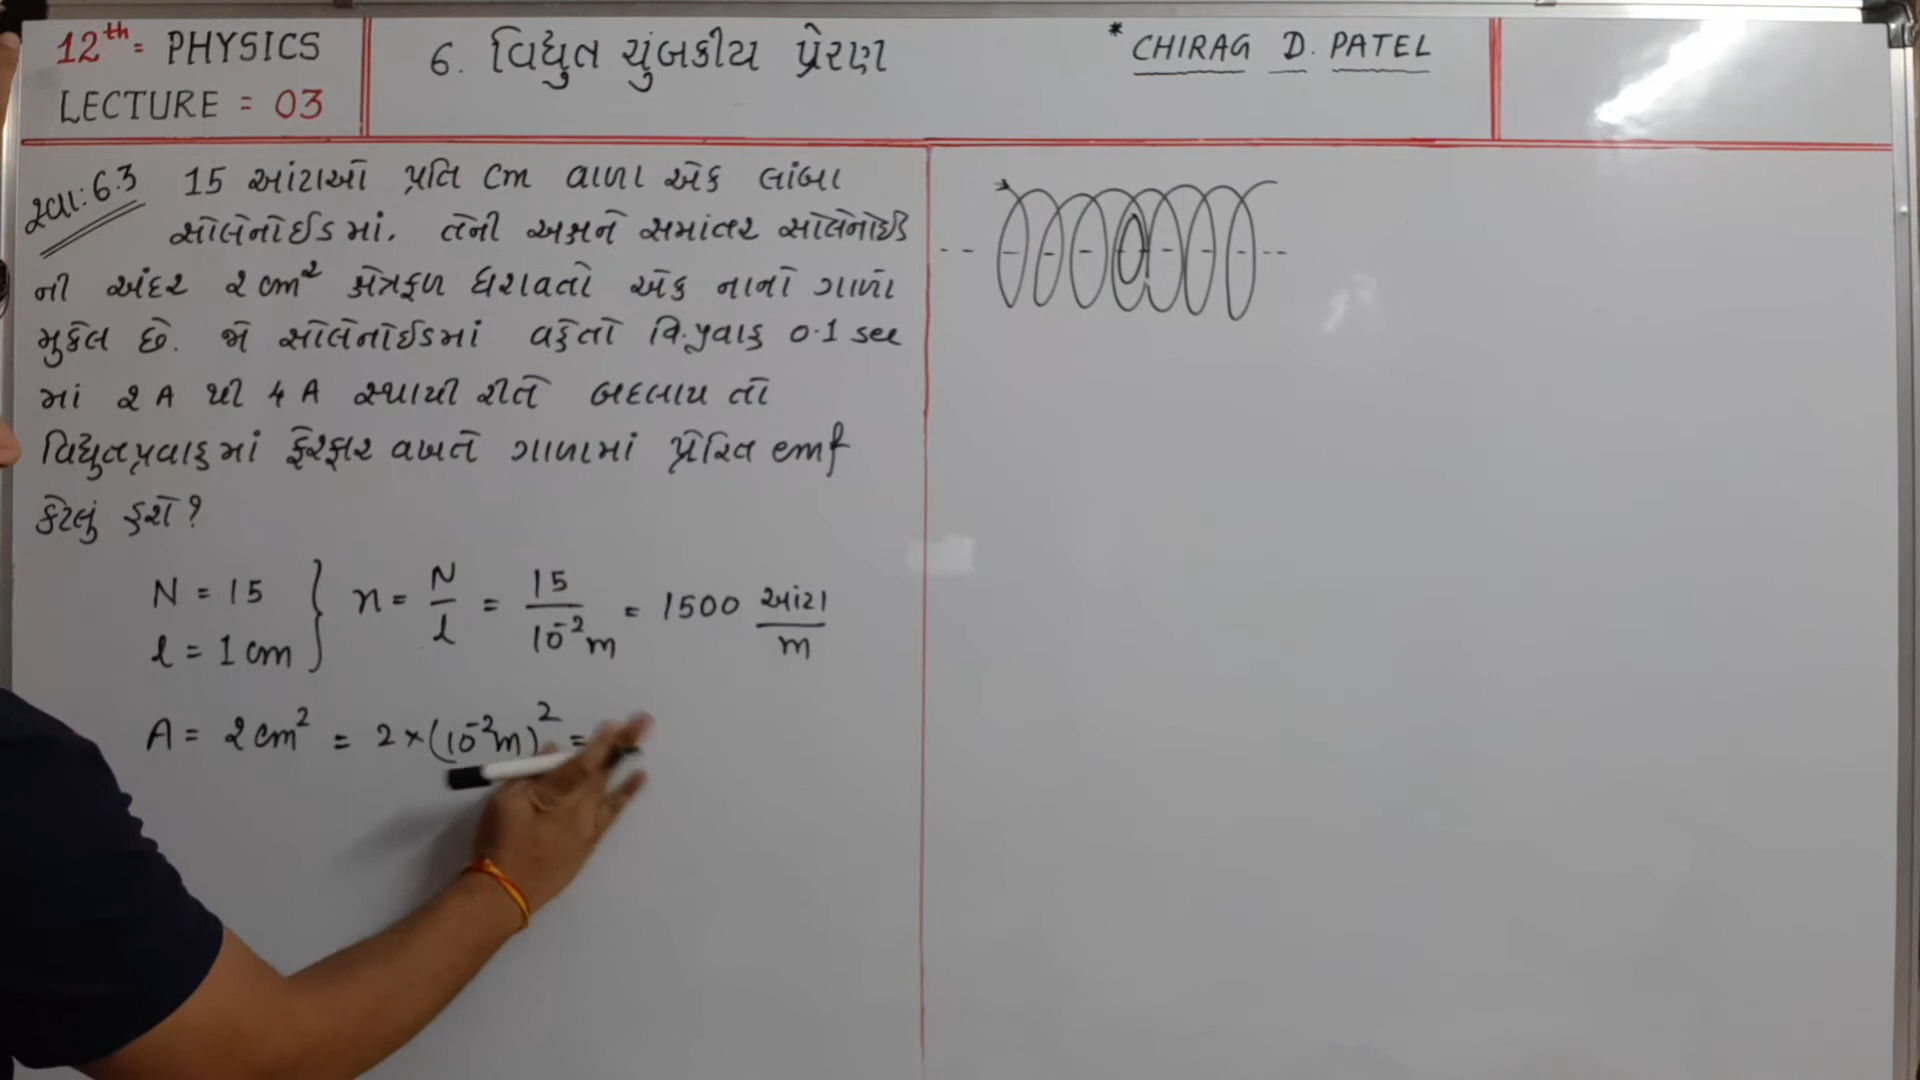 12th = PHYSICS
LECTURE = 03
6. વિદ્યુત ચુંબકીય પ્રેરણ
* CHIRAG D. PATEL
સ્વા: 6.3 15 આંટાઓ પ્રતિ cm વાળા એક લાંબા
સોલેનોઈડમાં, તેની અક્ષને સમાંતર સોલેનોઈડ
ની અંદર 2 cm² ક્ષેત્રફળ ધરાવતો એક નાનો ગાળો
મુકેલ છે. જો સોલેનોઈડમાં વહેતો વિ.પ્રવાહ 0.1 sec
માં 2 A થી 4 A સ્થાયી રીતે બદલાય તો
વિદ્યુતપ્રવાહમાં ફેરફાર વખતે ગાળામાં પ્રેરિત emf
કેટલું હશે?
N = 15
l = 1 cm
n = N/l = 15/10⁻² m = 1500 આંટા/m
A = 2 cm² = 2 × (10⁻² m)² =